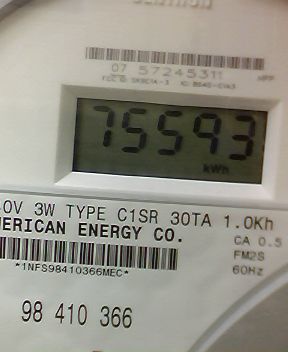 07 57245311
75593
kWh
0V 3W TYPE C1SR 30TA 1.0Kh
MERICAN ENERGY CO. CA 0.5
FM2S
*1NFS98410366MEC* 60Hz
98 410 366